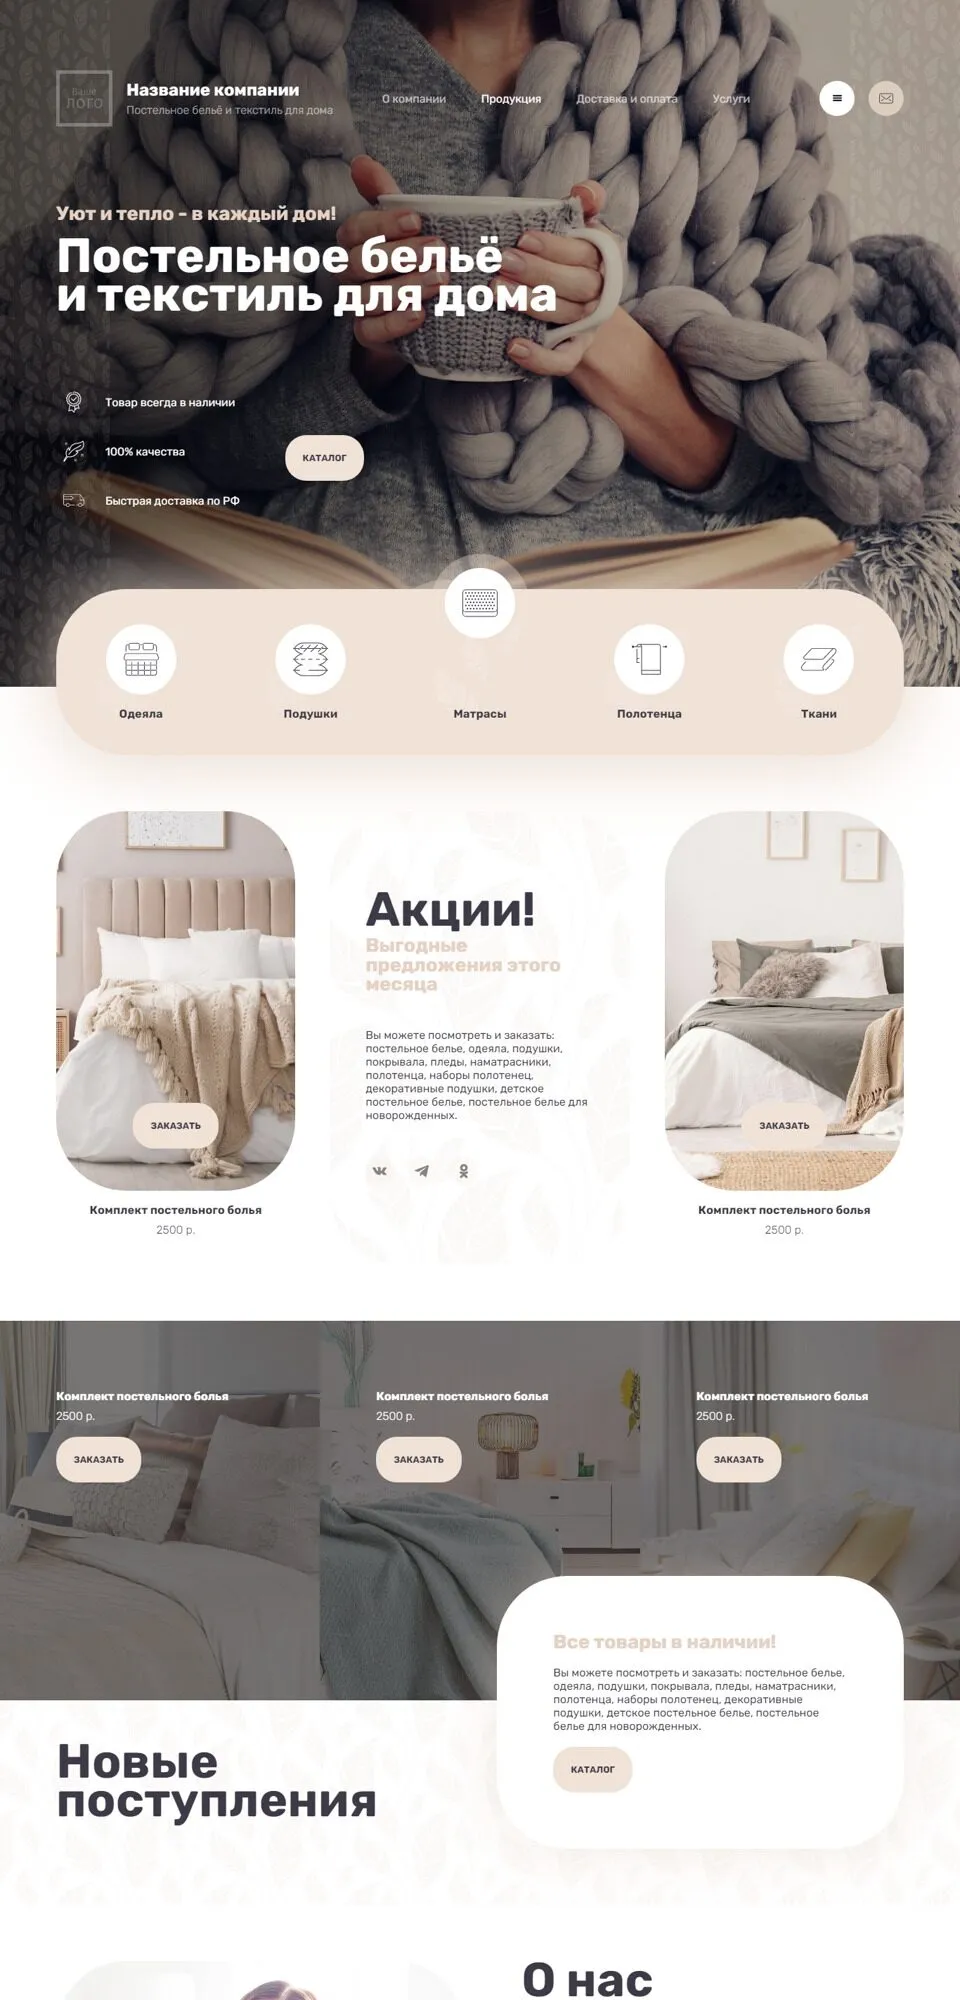 Ваше
ЛОГО
Название компании
Постельное бельё и текстиль для дома
О компании
Продукция
Доставка и оплата
Услуги
Уют и тепло - в каждый дом!
Постельное бельё
и текстиль для дома
Товар всегда в наличии
100% качества
КАТАЛОГ
Быстрая доставка по РФ
Одеяла
Подушки
Матрасы
Полотенца
Ткани
ЗАКАЗАТЬ
Комплект постельного болья
2500 р.
Акции!
Выгодные
предложения этого
месяца
Вы можете посмотреть и заказать:
постельное белье, одеяла, подушки,
покрывала, пледы, наматрасники,
полотенца, наборы полотенец,
декоративные подушки, детское
постельное белье, постельное белье для
новорожденных.
ЗАКАЗАТЬ
Комплект постельного болья
2500 р.
Комплект постельного болья
2500 р.
ЗАКАЗАТЬ
Комплект постельного болья
2500 р.
ЗАКАЗАТЬ
Комплект постельного болья
2500 р.
ЗАКАЗАТЬ
Новые
поступления
Все товары в наличии!
Вы можете посмотреть и заказать: постельное белье,
одеяла, подушки, покрывала, пледы, наматрасники,
полотенца, наборы полотенец, декоративные
подушки, детское постельное белье, постельное
белье для новорожденных.
КАТАЛОГ
О нас